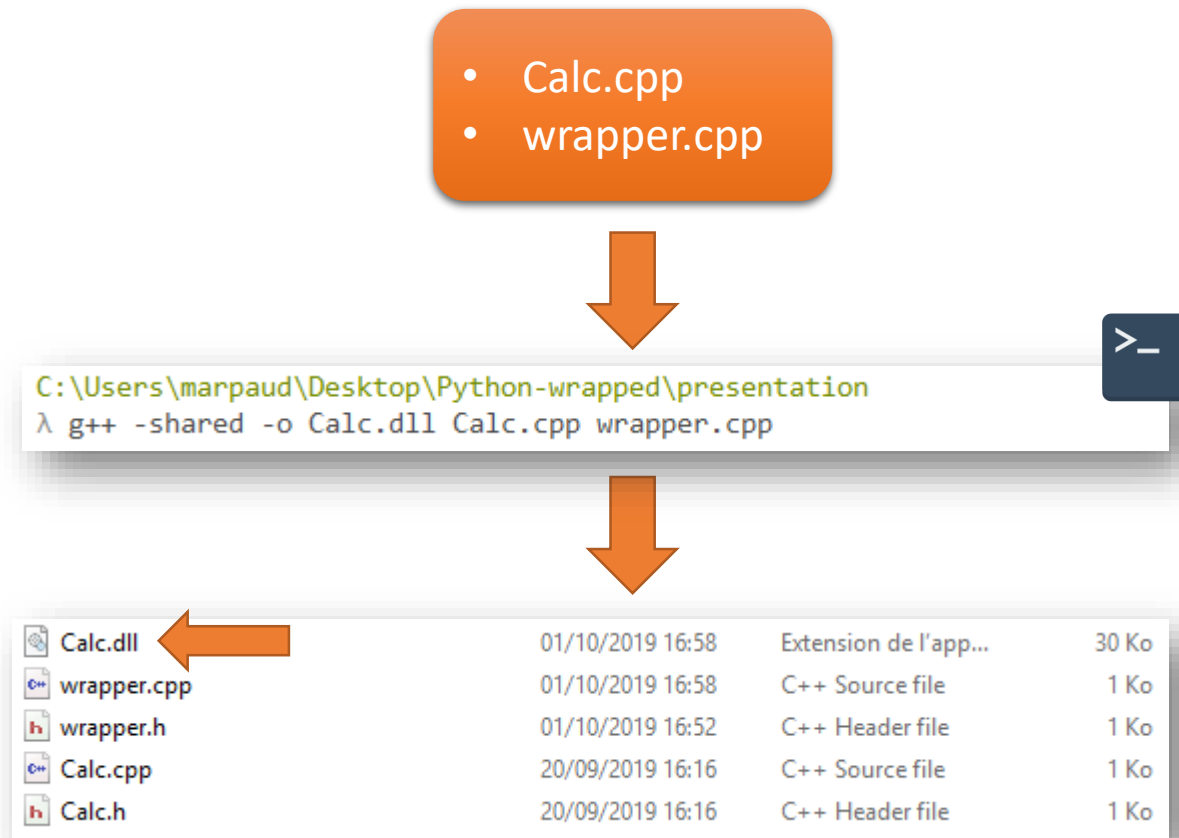 • Calc.cpp
• wrapper.cpp
>_
C:\Users\marpaud\Desktop\Python-wrapped\presentation
λ g++ -shared -o Calc.dll Calc.cpp wrapper.cpp
Calc.dll 01/10/2019 16:58 Extension de l'app... 30 Ko
wrapper.cpp 01/10/2019 16:58 C++ Source file 1 Ko
wrapper.h 01/10/2019 16:52 C++ Header file 1 Ko
Calc.cpp 20/09/2019 16:16 C++ Source file 1 Ko
Calc.h 20/09/2019 16:16 C++ Header file 1 Ko